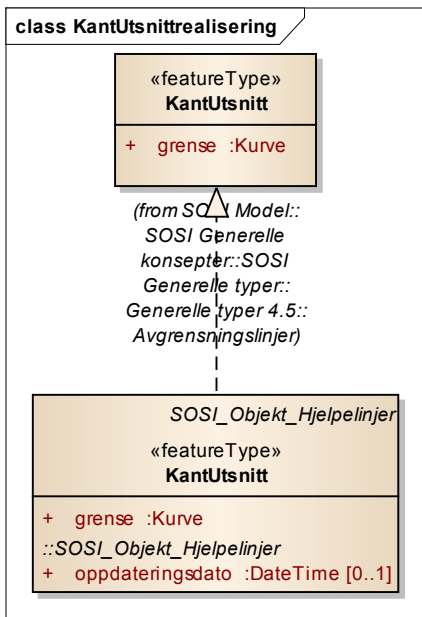 class KantUtsnittrealisering
«featureType»
KantUtsnitt
+ grense :Kurve
(from SOSI Model::
SOSI Generelle
konsepter::SOSI
Generelle typer::
Generelle typer 4.5::
Avgrensningslinjer)
SOSI_Objekt_Hjelpelinjer
«featureType»
KantUtsnitt
+ grense :Kurve
::SOSI_Objekt_Hjelpelinjer
+ oppdateringsdato :DateTime [0..1]